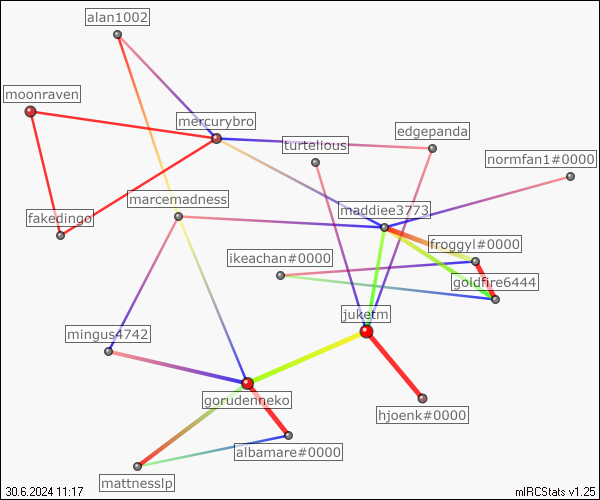 alan1002
moonraven
mercurybro
edgepanda
turtelious
normfan1#0000
marcemadness
maddiee3773
fakedingo
froggyl#0000
ikeachan#0000
goldfire6444
juketm
mingus4742
gorudenneko
hjoenk#0000
albamare#0000
mattnesslp
30.6.2024 11:17
mIRCStats v1.25